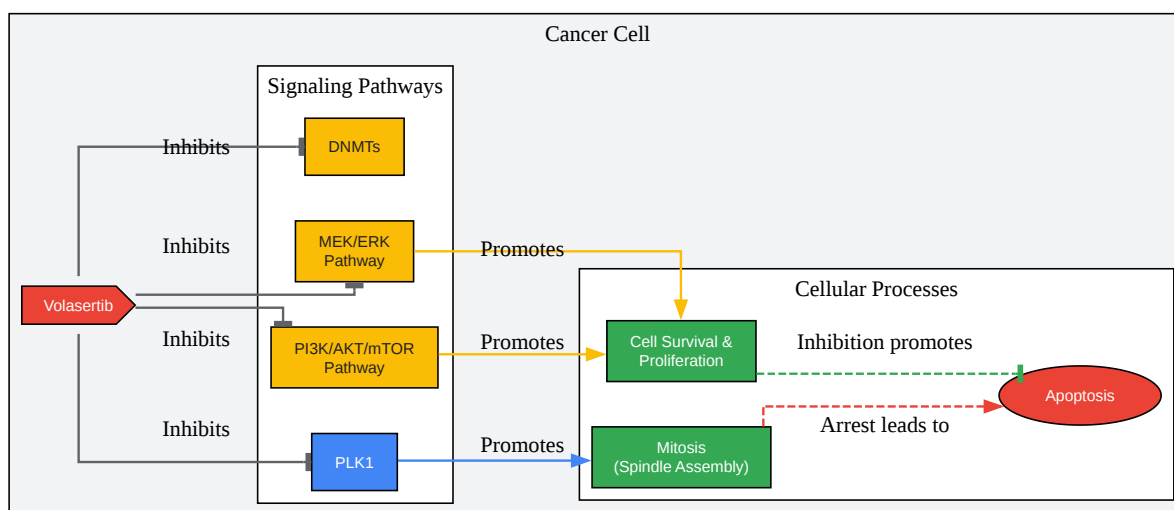 Cancer Cell
Signaling Pathways
Inhibits
DNMTs
Inhibits
MEK/ERK
Pathway
Promotes
Volasertib
Cellular Processes
Inhibits
PI3K/AKT/mTOR
Pathway
Promotes
Cell Survival &
Proliferation
Inhibition promotes
Apoptosis
Arrest leads to
Inhibits
PLK1
Promotes
Mitosis
(Spindle Assembly)